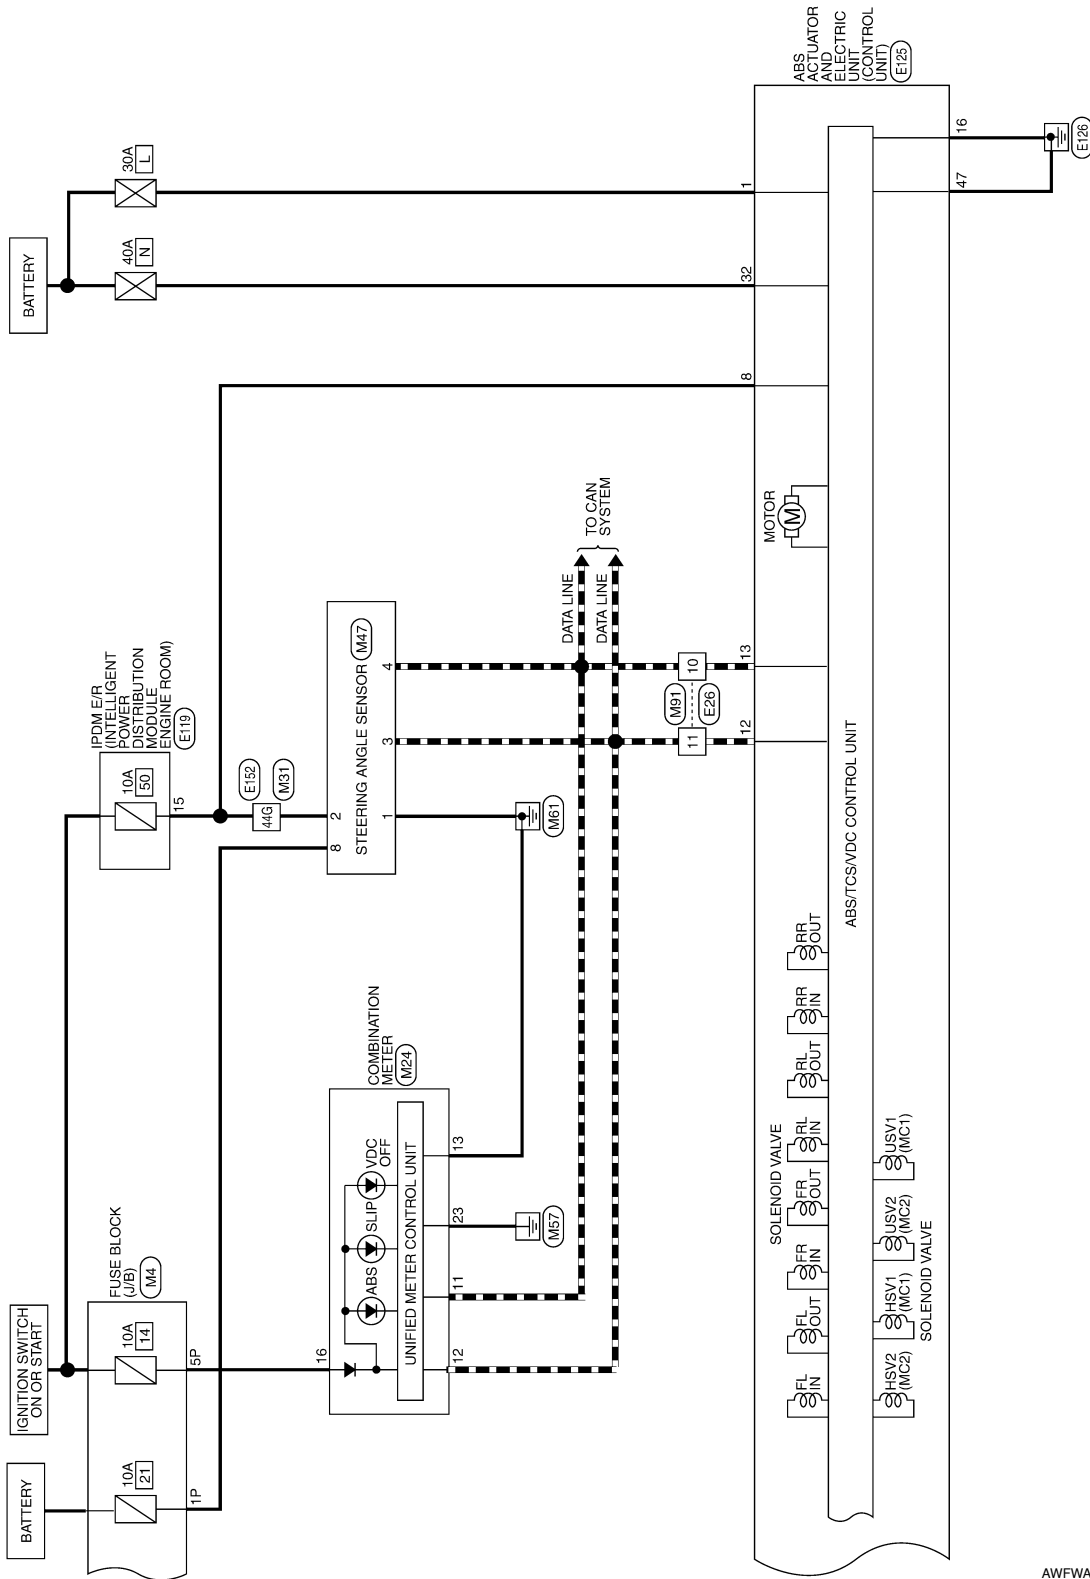 BATTERY
IGNITION SWITCH
ON OR START
FUSE BLOCK
(J/B)
M4
10A
21
1P
10A
14
5P
IPDM E/R
(INTELLIGENT
POWER
DISTRIBUTION
MODULE
ENGINE ROOM)
E119
10A
50
15
BATTERY
40A
N
30A
L
E152
M31
44G
COMBINATION
METER
M24
16
ABS
SLIP
VDC
OFF
UNIFIED METER CONTROL UNIT
12
11
23
13
M57
M61
8
2
STEERING ANGLE SENSOR
M47
1
3
4
DATA LINE
DATA LINE
TO CAN
SYSTEM
M91
E26
11
10
ABS
ACTUATOR
AND
ELECTRIC
UNIT
(CONTROL
UNIT)
E125
12
13
8
32
1
MOTOR
M
SOLENOID VALVE
FL
IN
FL
OUT
FR
IN
FR
OUT
RL
IN
RL
OUT
RR
IN
RR
OUT
ABS/TCS/VDC CONTROL UNIT
HSV2
(MC2)
HSV1
(MC1)
USV2
(MC2)
USV1
(MC1)
SOLENOID VALVE
47
16
E126
AWFWA